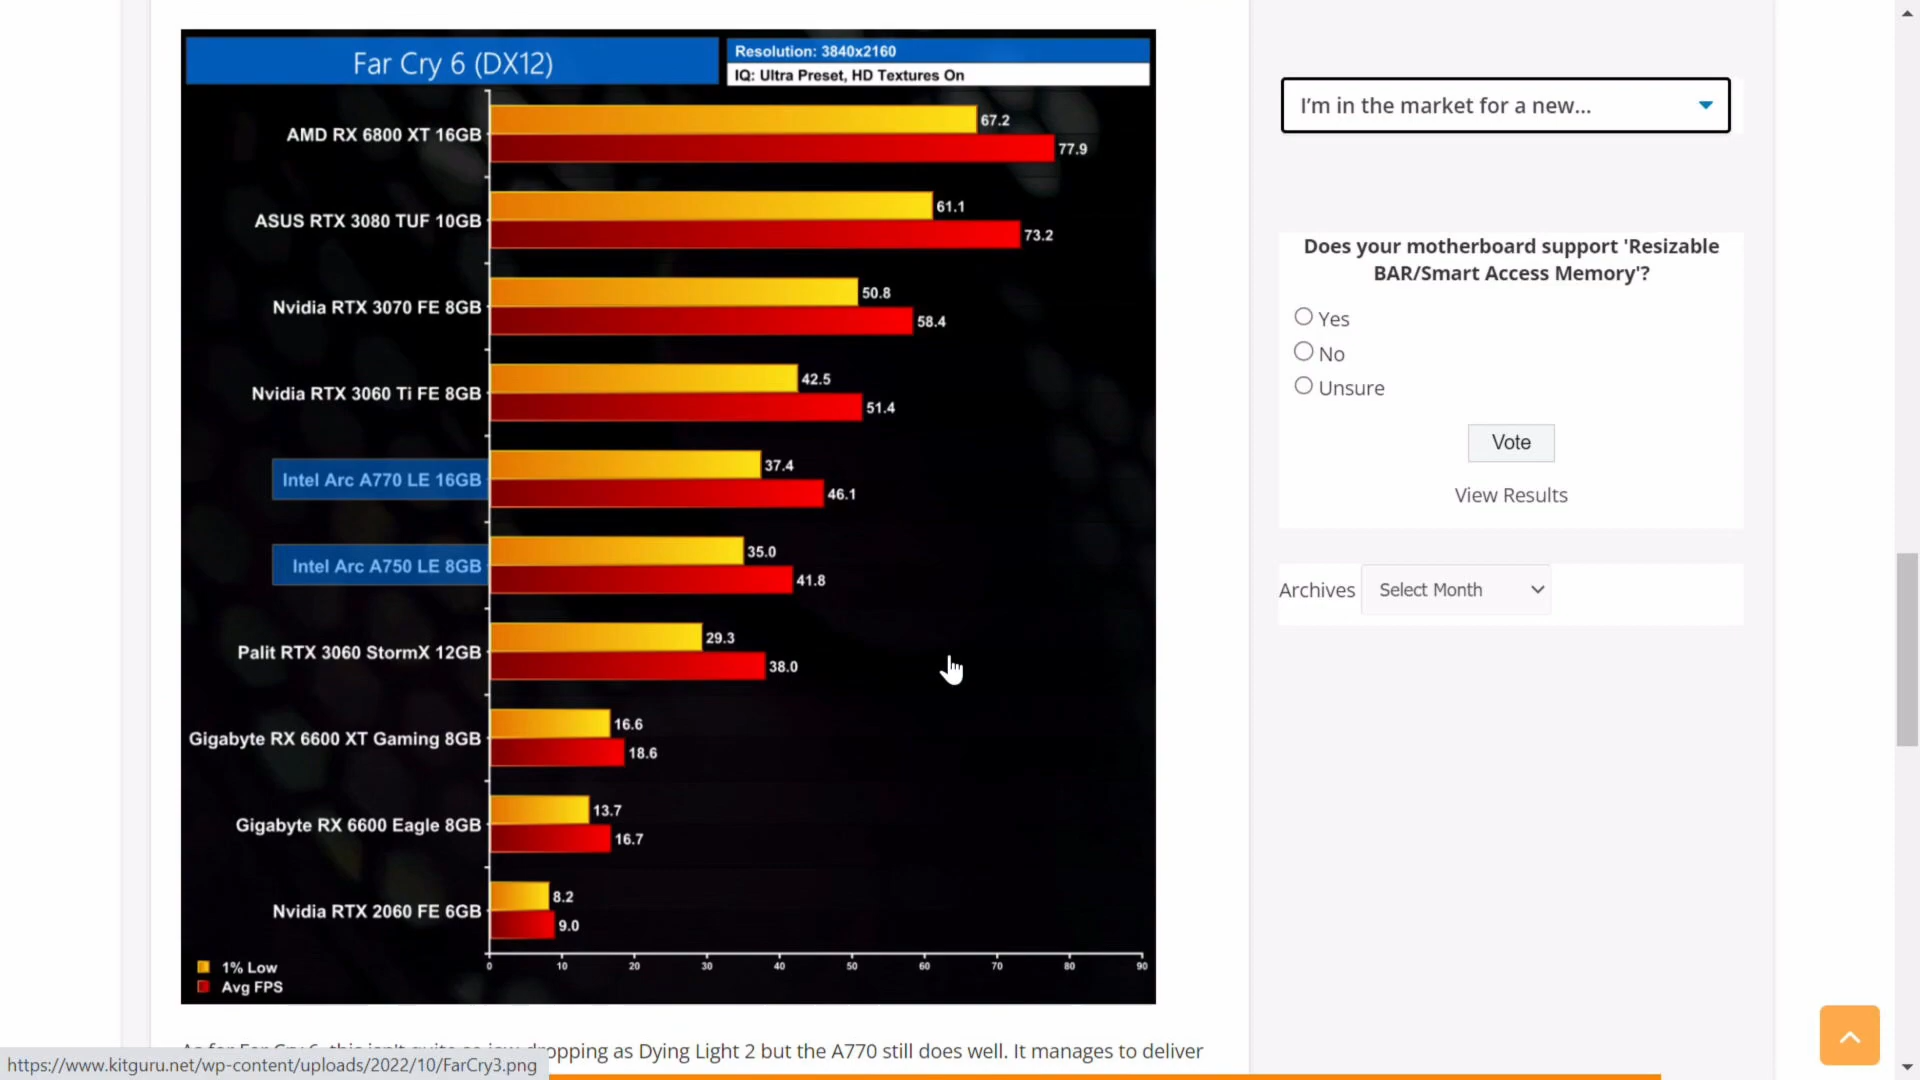 Far Cry 6 (DX12)
Resolution: 3840x2160
IQ: Ultra Preset, HD Textures On
AMD RX 6800 XT 16GB
67.2
77.9
ASUS RTX 3080 TUF 10GB
61.1
73.2
Nvidia RTX 3070 FE 8GB
50.8
58.4
Nvidia RTX 3060 Ti FE 8GB
42.5
51.4
Intel Arc A770 LE 16GB
37.4
46.1
Intel Arc A750 LE 8GB
35.0
41.8
Palit RTX 3060 StormX 12GB
29.3
38.0
Gigabyte RX 6600 XT Gaming 8GB
16.6
18.6
Gigabyte RX 6600 Eagle 8GB
13.7
16.7
Nvidia RTX 2060 FE 6GB
8.2
9.0
0 10 20 30 40 50 60 70 80 90
1% Low
Avg FPS
I'm in the market for a new...
Does your motherboard support 'Resizable
BAR/Smart Access Memory'?
Yes
No
Unsure
Vote
View Results
Archives Select Month
dropping as Dying Light 2 but the A770 still does well. It manages to deliver
https://www.kitguru.net/wp-content/uploads/2022/10/FarCry3.png